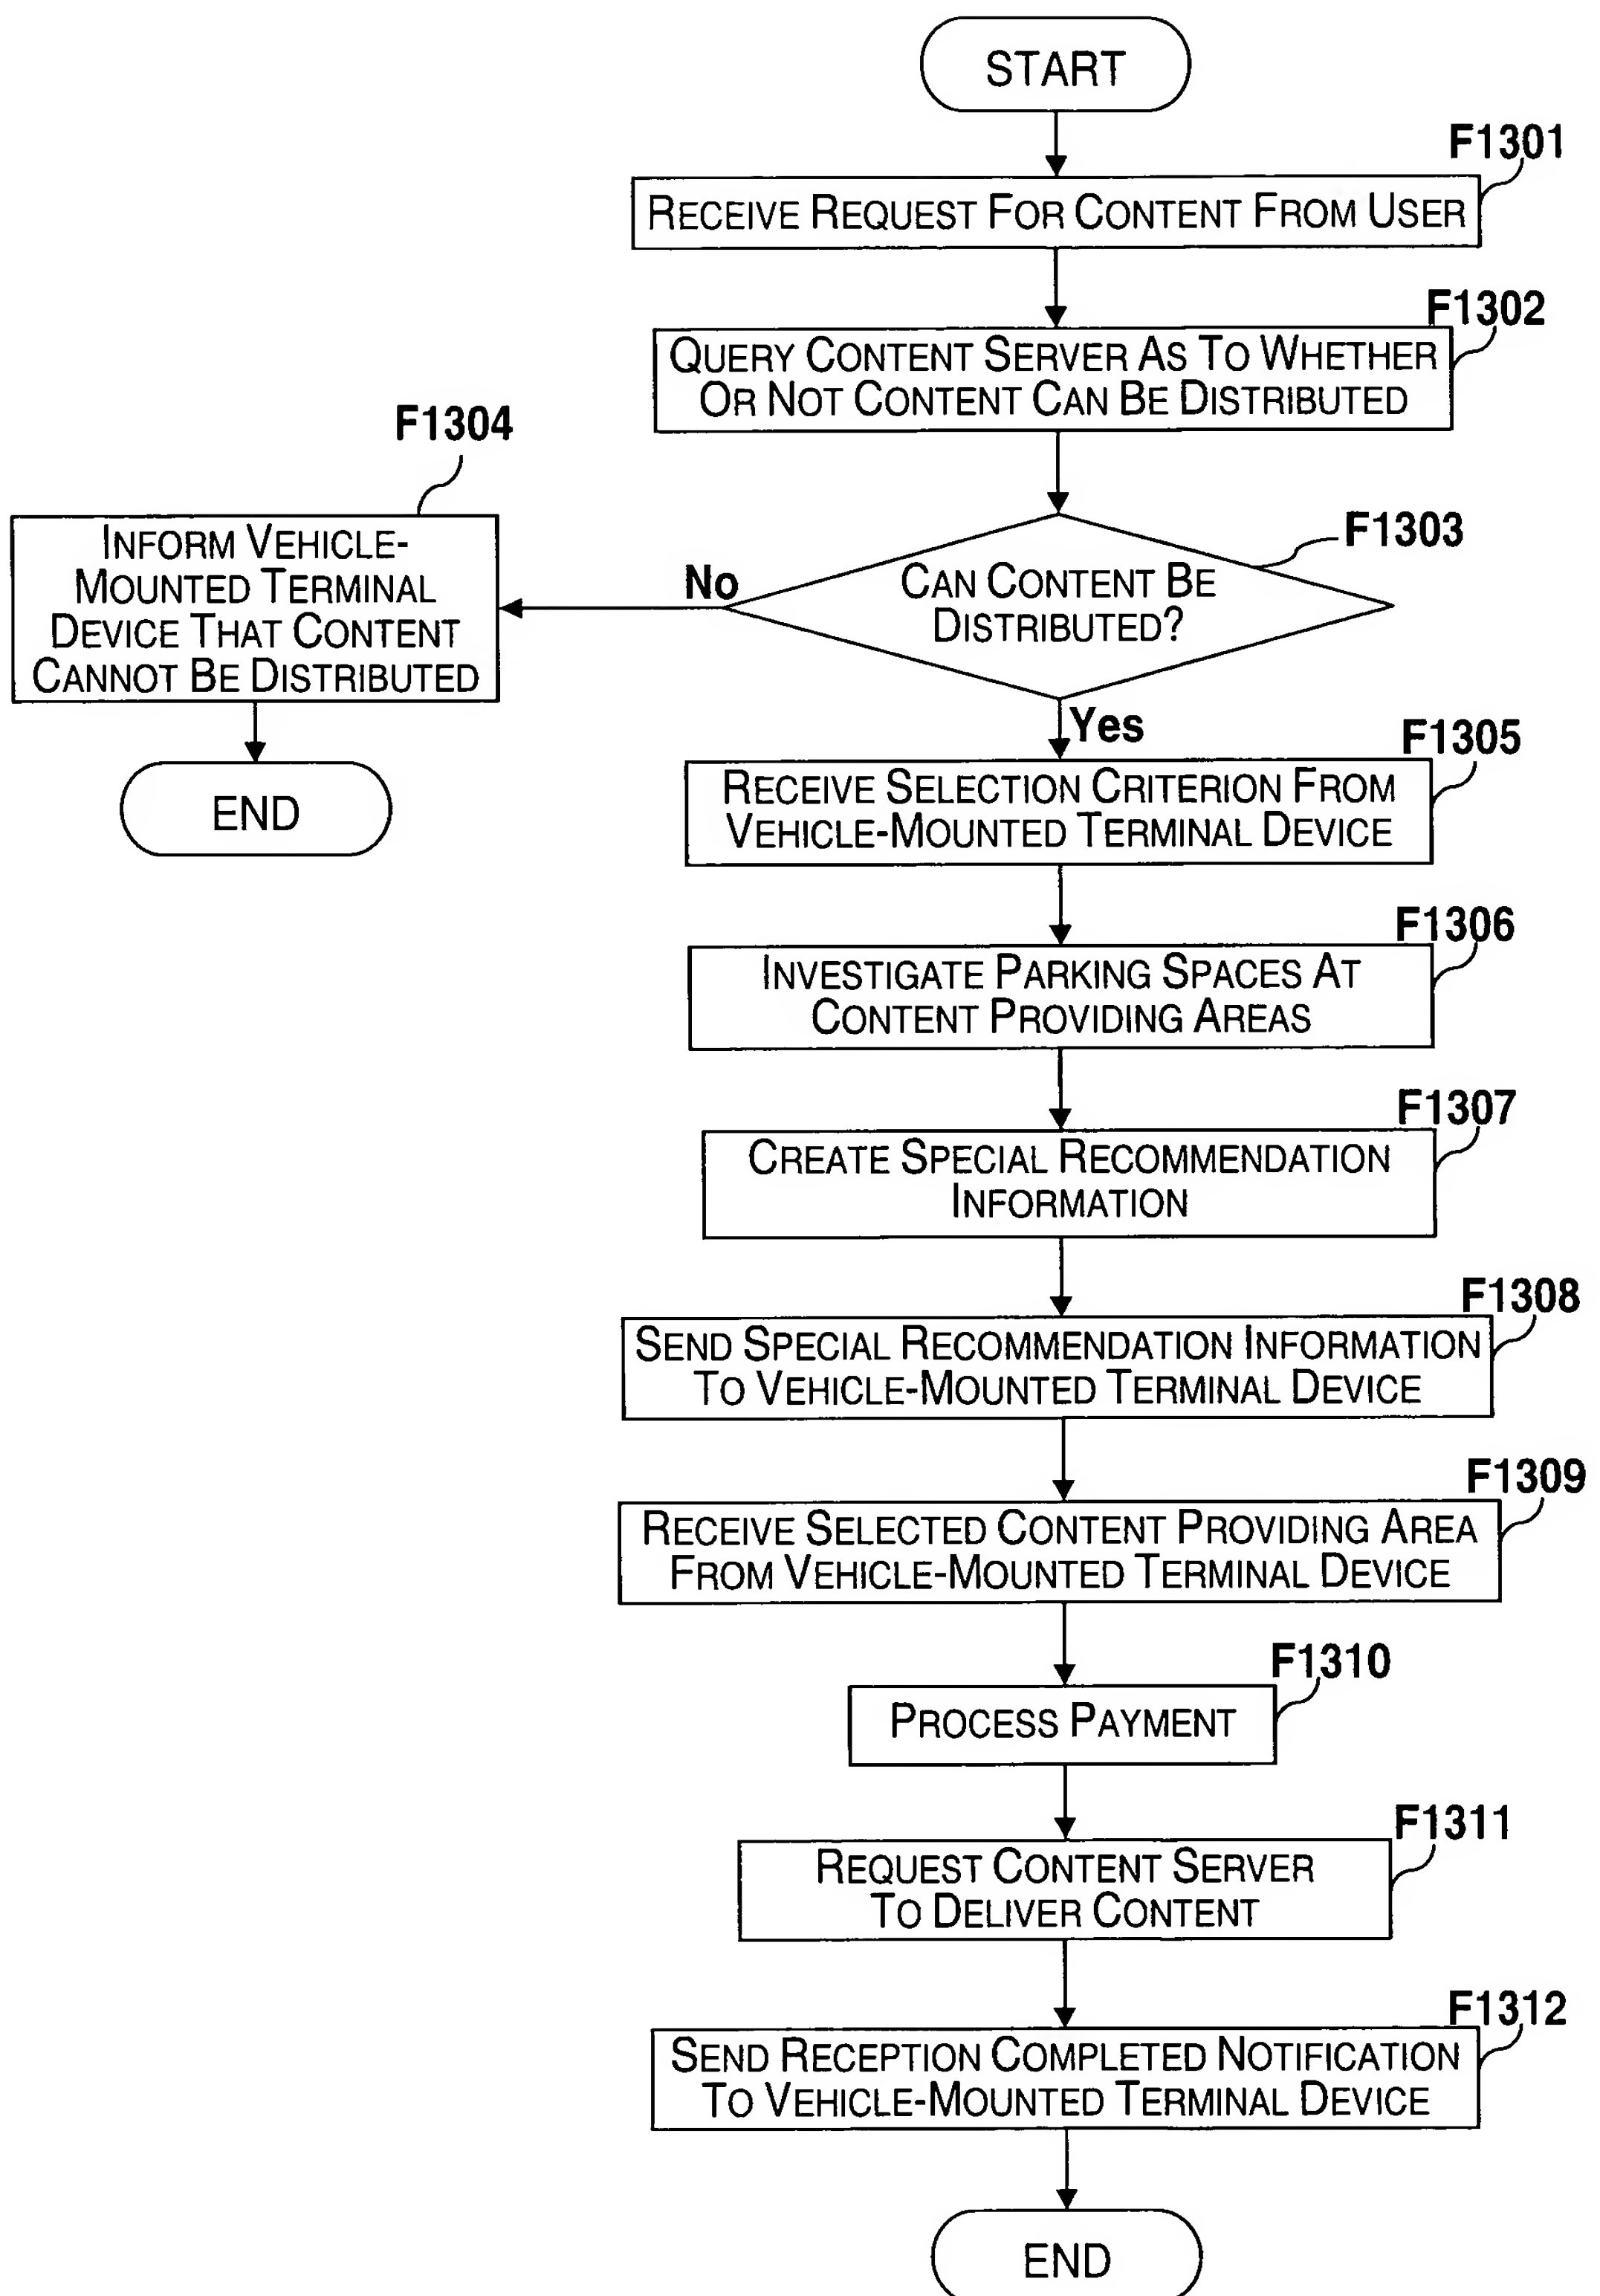 START
F1301
RECEIVE REQUEST FOR CONTENT FROM USER
F1302
QUERY CONTENT SERVER AS TO WHETHER
OR NOT CONTENT CAN BE DISTRIBUTED
F1304
INFORM VEHICLE-
MOUNTED TERMINAL
DEVICE THAT CONTENT
CANNOT BE DISTRIBUTED
END
F1303
No
CAN CONTENT BE
DISTRIBUTED?
Yes
F1305
RECEIVE SELECTION CRITERION FROM
VEHICLE-MOUNTED TERMINAL DEVICE
F1306
INVESTIGATE PARKING SPACES AT
CONTENT PROVIDING AREAS
F1307
CREATE SPECIAL RECOMMENDATION
INFORMATION
F1308
SEND SPECIAL RECOMMENDATION INFORMATION
TO VEHICLE-MOUNTED TERMINAL DEVICE
F1309
RECEIVE SELECTED CONTENT PROVIDING AREA
FROM VEHICLE-MOUNTED TERMINAL DEVICE
F1310
PROCESS PAYMENT
F1311
REQUEST CONTENT SERVER
TO DELIVER CONTENT
F1312
SEND RECEPTION COMPLETED NOTIFICATION
TO VEHICLE-MOUNTED TERMINAL DEVICE
END